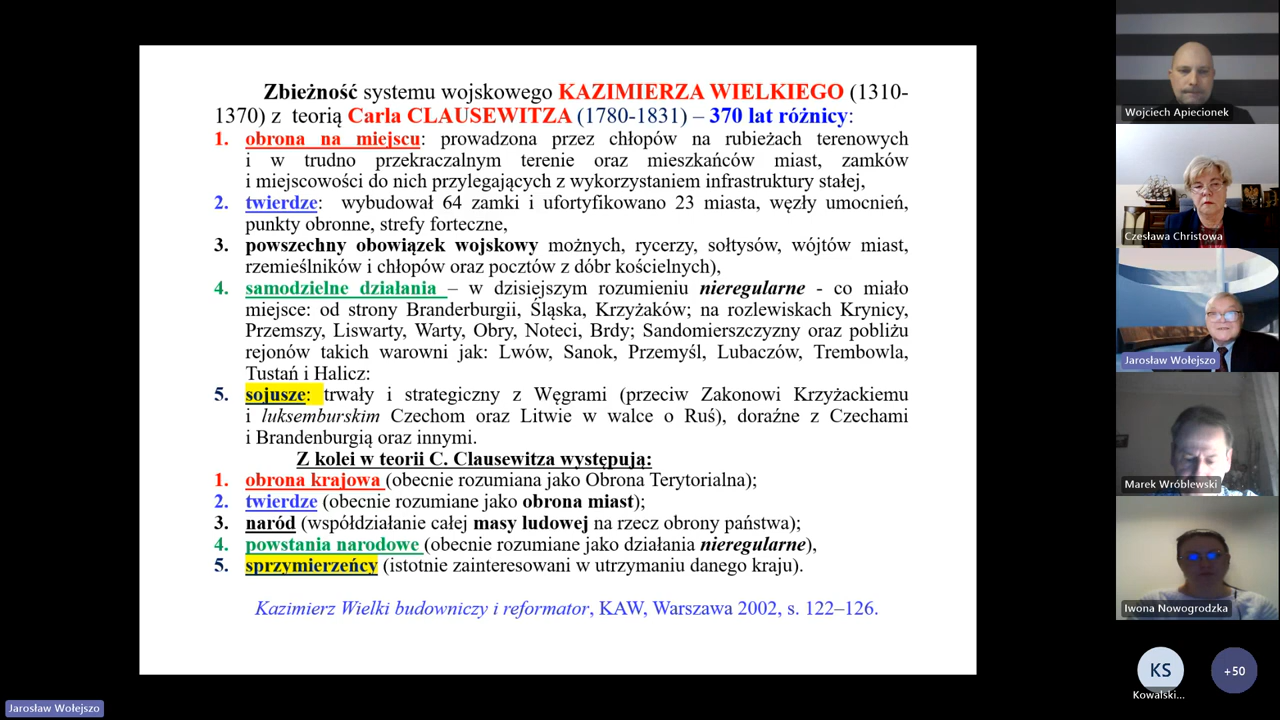 Zbieżność systemu wojskowego KAZIMIERZA WIELKIEGO (1310-
1370) z teorią Carla CLAUSEWITZA (1780-1831) – 370 lat różnicy:
1. obrona na miejscu: prowadzona przez chłopów na rubieżach terenowych
i w trudno przekraczalnym terenie oraz mieszkańców miast, zamków
i miejscowości do nich przylegających z wykorzystaniem infrastruktury stałej,
2. twierdze: wybudował 64 zamki i ufortyfikowano 23 miasta, węzły umocnień,
punkty obronne, strefy forteczne,
3. powszechny obowiązek wojskowy możnych, rycerzy, sołtysów, wójtów miast,
rzemieślników i chłopów oraz pocztów z dóbr kościelnych),
4. samodzielne działania – w dzisiejszym rozumieniu nieregularne - co miało
miejsce: od strony Branderburgii, Śląska, Krzyżaków; na rozlewiskach Krynicy,
Przemszy, Liswarty, Warty, Obry, Noteci, Brdy; Sandomierszczyzny oraz pobliżu
rejonów takich warowni jak: Lwów, Sanok, Przemyśl, Lubaczów, Trembowla,
Tustań i Halicz:
5. sojusze: trwały i strategiczny z Węgrami (przeciw Zakonowi Krzyżackiemu
i luksemburskim Czechom oraz Litwie w walce o Ruś), doraźne z Czechami
i Brandenburgią oraz innymi.
Z kolei w teorii C. Clausewitza występują:
1. obrona krajowa (obecnie rozumiana jako Obrona Terytorialna);
2. twierdze (obecnie rozumiane jako obrona miast);
3. naród (współdziałanie całej masy ludowej na rzecz obrony państwa);
4. powstania narodowe (obecnie rozumiane jako działania nieregularne),
5. sprzymierzeńcy (istotnie zainteresowani w utrzymaniu danego kraju).
Kazimierz Wielki budowniczy i reformator, KAW, Warszawa 2002, s. 122–126.
Wojciech Apiecionek
Czesława Christowa
Jarosław Wołejszo
Marek Wróblewski
Iwona Nowogrodzka
KS
+50
Kowalski...
Jarosław Wołejszo